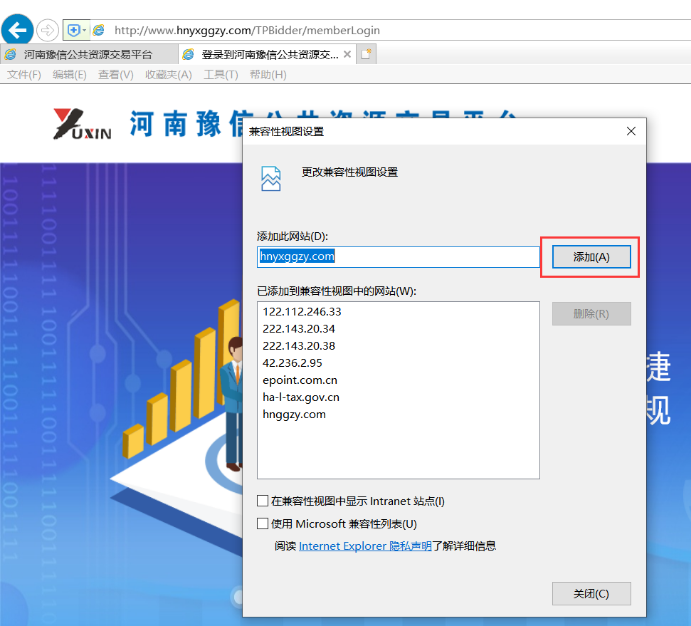 http://www.hnyxggzy.com/TPBidder/memberLogin
河南豫信公共资源交易平台
登录到河南豫信公共资源交...
文件(F) 编辑(E) 查看(V) 收藏夹(A) 工具(T) 帮助(H)
YUXIN
河南豫信公共资源交易平台
兼容性视图设置
更改兼容性视图设置
添加此网站(D):
hnyxggzy.com
添加(A)
已添加到兼容性视图中的网站(W):
122.112.246.33
222.143.20.34
222.143.20.38
42.236.2.95
epoint.com.cn
ha-l-tax.gov.cn
hnggzy.com
删除(R)
在兼容性视图中显示 Intranet 站点(I)
使用 Microsoft 兼容性列表(U)
阅读 Internet Explorer 隐私声明了解详细信息
关闭(C)
捷
规